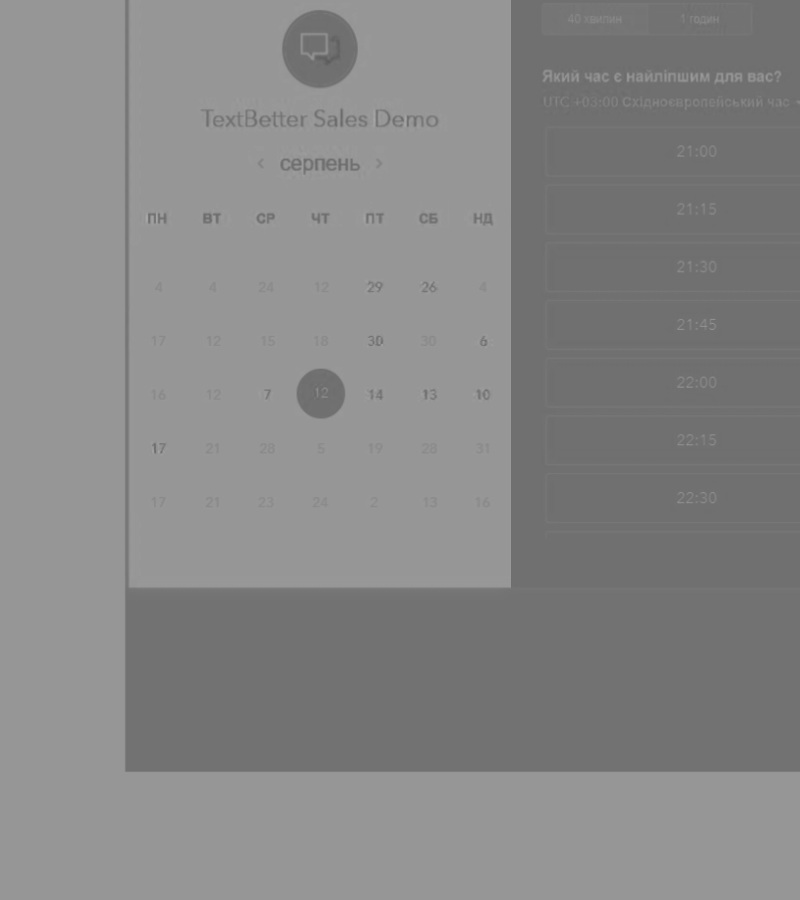 TextBetter Sales Demo
‹ серпень ›
ПН ВТ СР ЧТ ПТ СБ НД
4 4 24 12 29 26 4
17 12 15 18 30 30 6
16 12 7 12 14 13 10
17 21 28 5 19 28 31
17 21 23 24 2 13 16
40 хвилин 1 годин
Який час є найліпшим для вас?
UTC +03:00 Східноєвропейський час
21:00
21:15
21:30
21:45
22:00
22:15
22:30